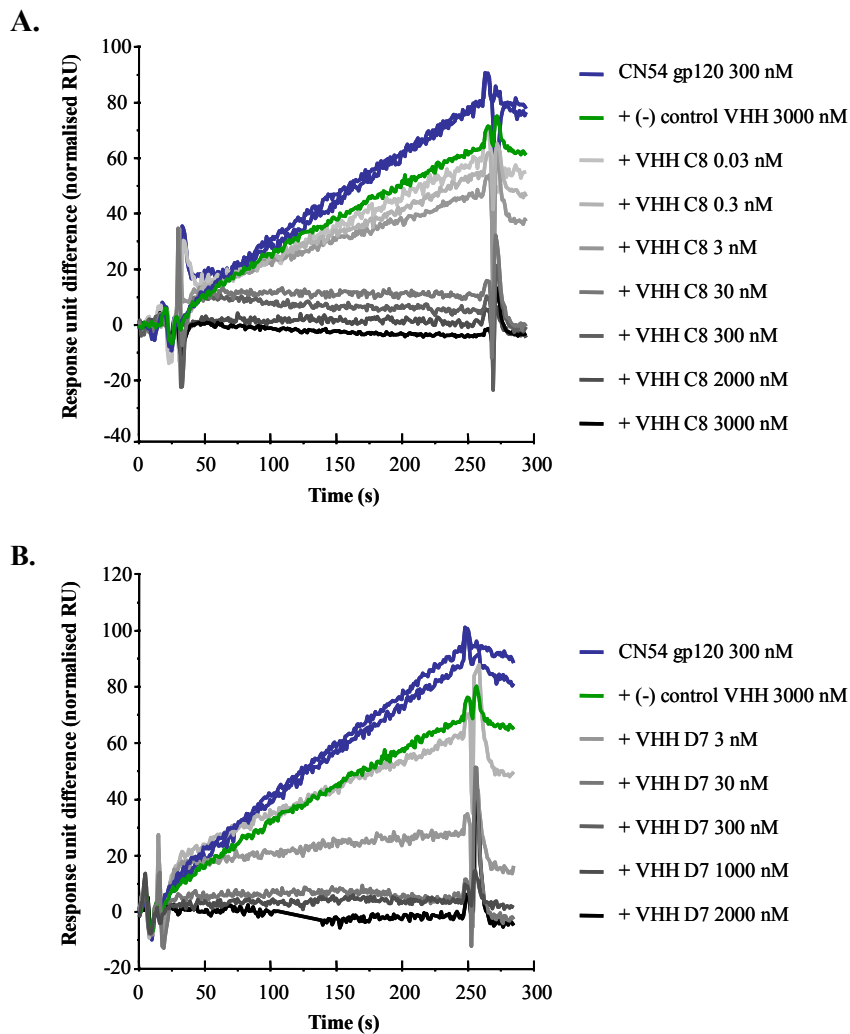 A.
Response unit difference (normalised RU)
100
80
60
40
20
0
-20
-40
0
50
100
150
200
250
300
Time (s)
CN54 gp120 300 nM
+ (-) control VHH 3000 nM
+ VHH C8 0.03 nM
+ VHH C8 0.3 nM
+ VHH C8 3 nM
+ VHH C8 30 nM
+ VHH C8 300 nM
+ VHH C8 2000 nM
+ VHH C8 3000 nM
B.
Response unit difference (normalised RU)
120
100
80
60
40
20
0
-20
0
50
100
150
200
250
300
Time (s)
CN54 gp120 300 nM
+ (-) control VHH 3000 nM
+ VHH D7 3 nM
+ VHH D7 30 nM
+ VHH D7 300 nM
+ VHH D7 1000 nM
+ VHH D7 2000 nM